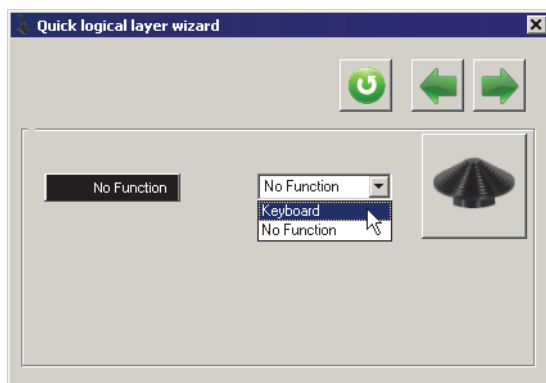 Quick logical layer wizard
No Function
No Function
Keyboard
No Function